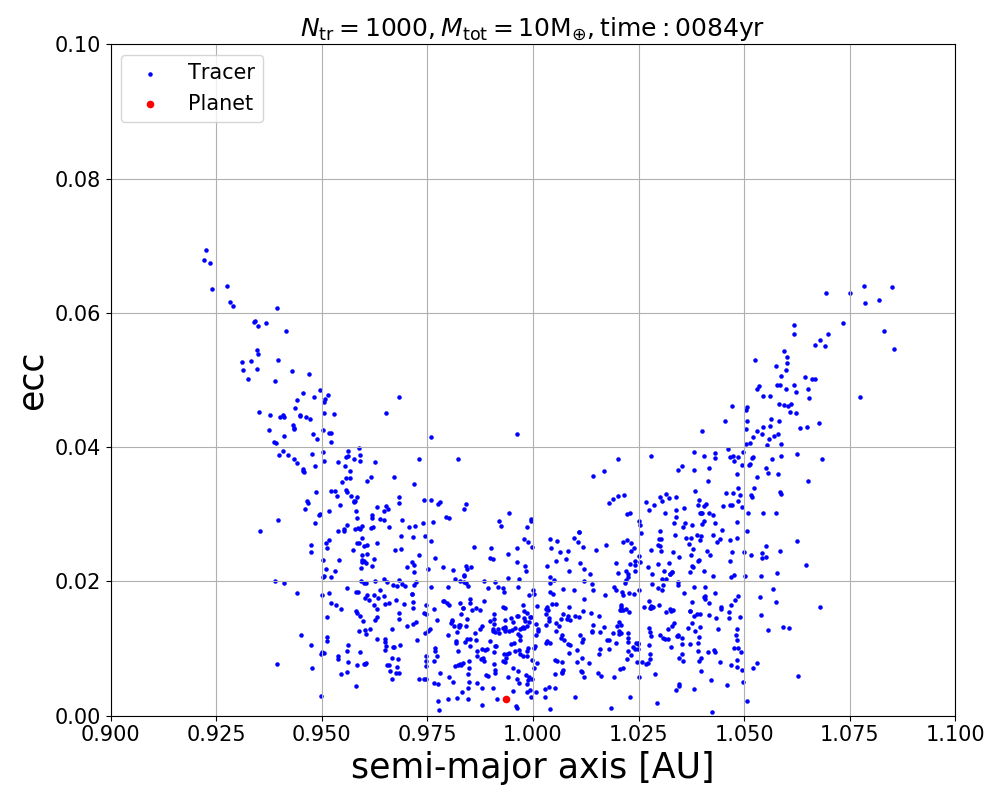 N_tr = 1000, M_tot = 10M_⊕, time : 0084yr
0.10
Tracer
Planet
0.08
0.06
ecc
0.04
0.02
0.00
0.900 0.925 0.950 0.975 1.000 1.025 1.050 1.075 1.100
semi-major axis [AU]